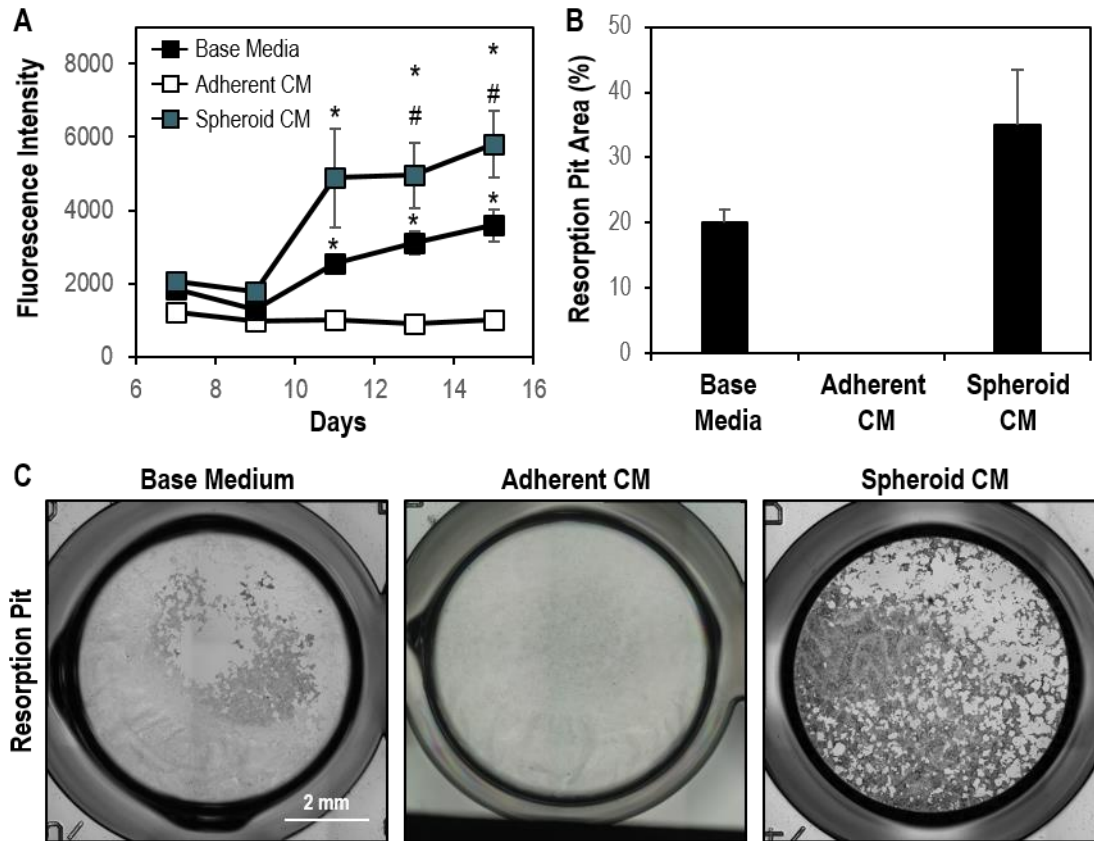 A
8000
6000
4000
2000
0
Fluorescence Intensity
Base Media
Adherent CM
Spheroid CM
*
*
#
*
#
*
*
*
*
6 8 10 12 14 16
Days
B
50
40
30
20
10
0
Resorption Pit Area (%)
Base
Media
Adherent
CM
Spheroid
CM
C
Base Medium
Adherent CM
Spheroid CM
Resorption Pit
2 mm